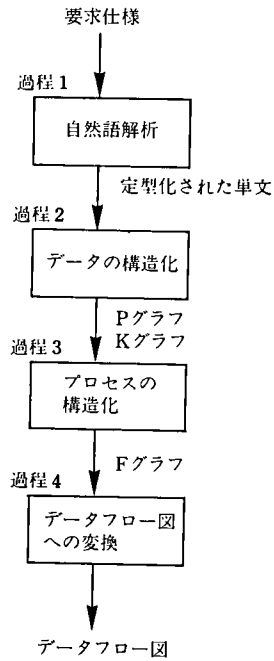 要求仕様
過程1
自然語解析
定型化された単文
過程2
データの構造化
Pグラフ
Kグラフ
過程3
プロセスの
構造化
Fグラフ
過程4
データフロー図
への変換
データフロー図